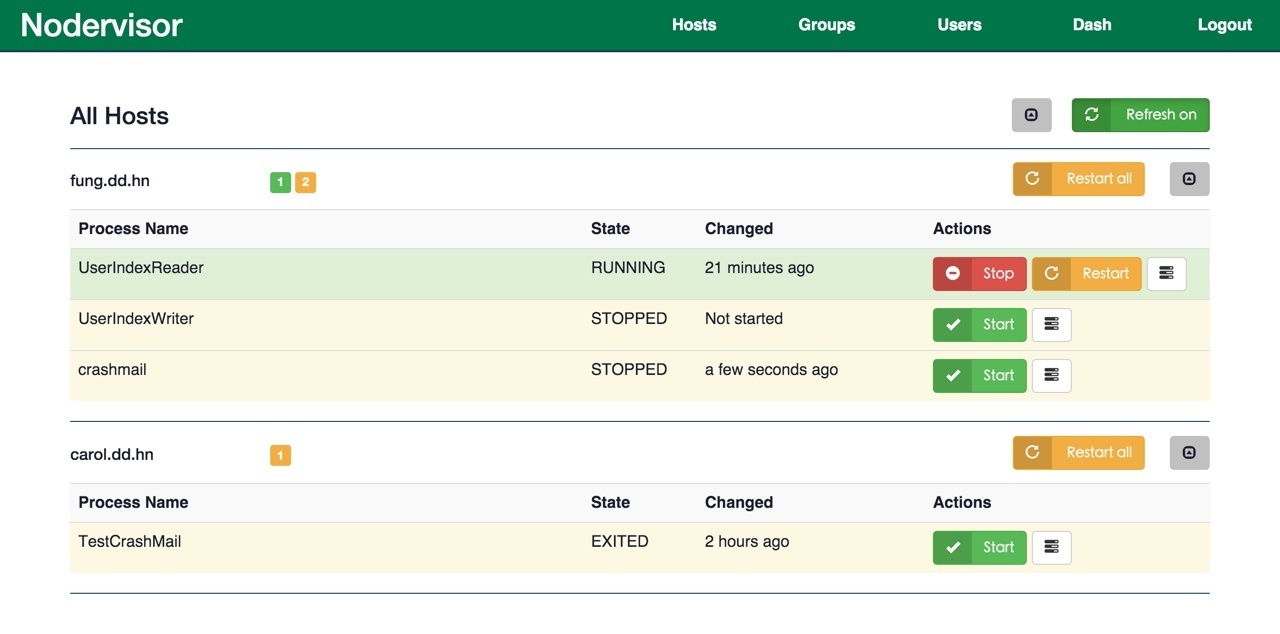 Nodervisor Hosts Groups Users Dash Logout
All Hosts Refresh on
fung.dd.hn 1 2 Restart all
Process Name State Changed Actions
UserIndexReader RUNNING 21 minutes ago Stop Restart
UserIndexWriter STOPPED Not started Start
crashmail STOPPED a few seconds ago Start
carol.dd.hn 1 Restart all
Process Name State Changed Actions
TestCrashMail EXITED 2 hours ago Start